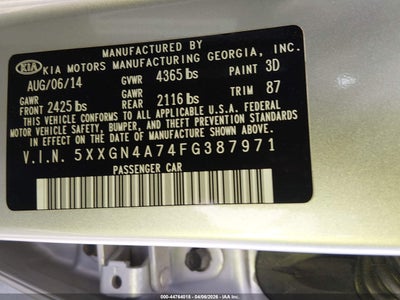 MANUFACTURED BY
KIA KIA MOTORS MANUFACTURING GEORGIA, INC.
AUG/06/14 GVWR 4365 lbs PAINT 3D
GAWR FRONT 2425 lbs GAWR REAR 2116 lbs TRIM 87
THIS VEHICLE CONFORMS TO ALL APPLICABLE U.S.A. FEDERAL
MOTOR VEHICLE SAFETY, BUMPER, AND THEFT PREVENTION STANDARDS
IN EFFECT ON THE DATE OF MANUFACTURE SHOWN ABOVE.
V.I.N. 5XXGN4A74FG387971
PASSENGER CAR
000-44764015 - 04/06/2026 - IAA Inc.